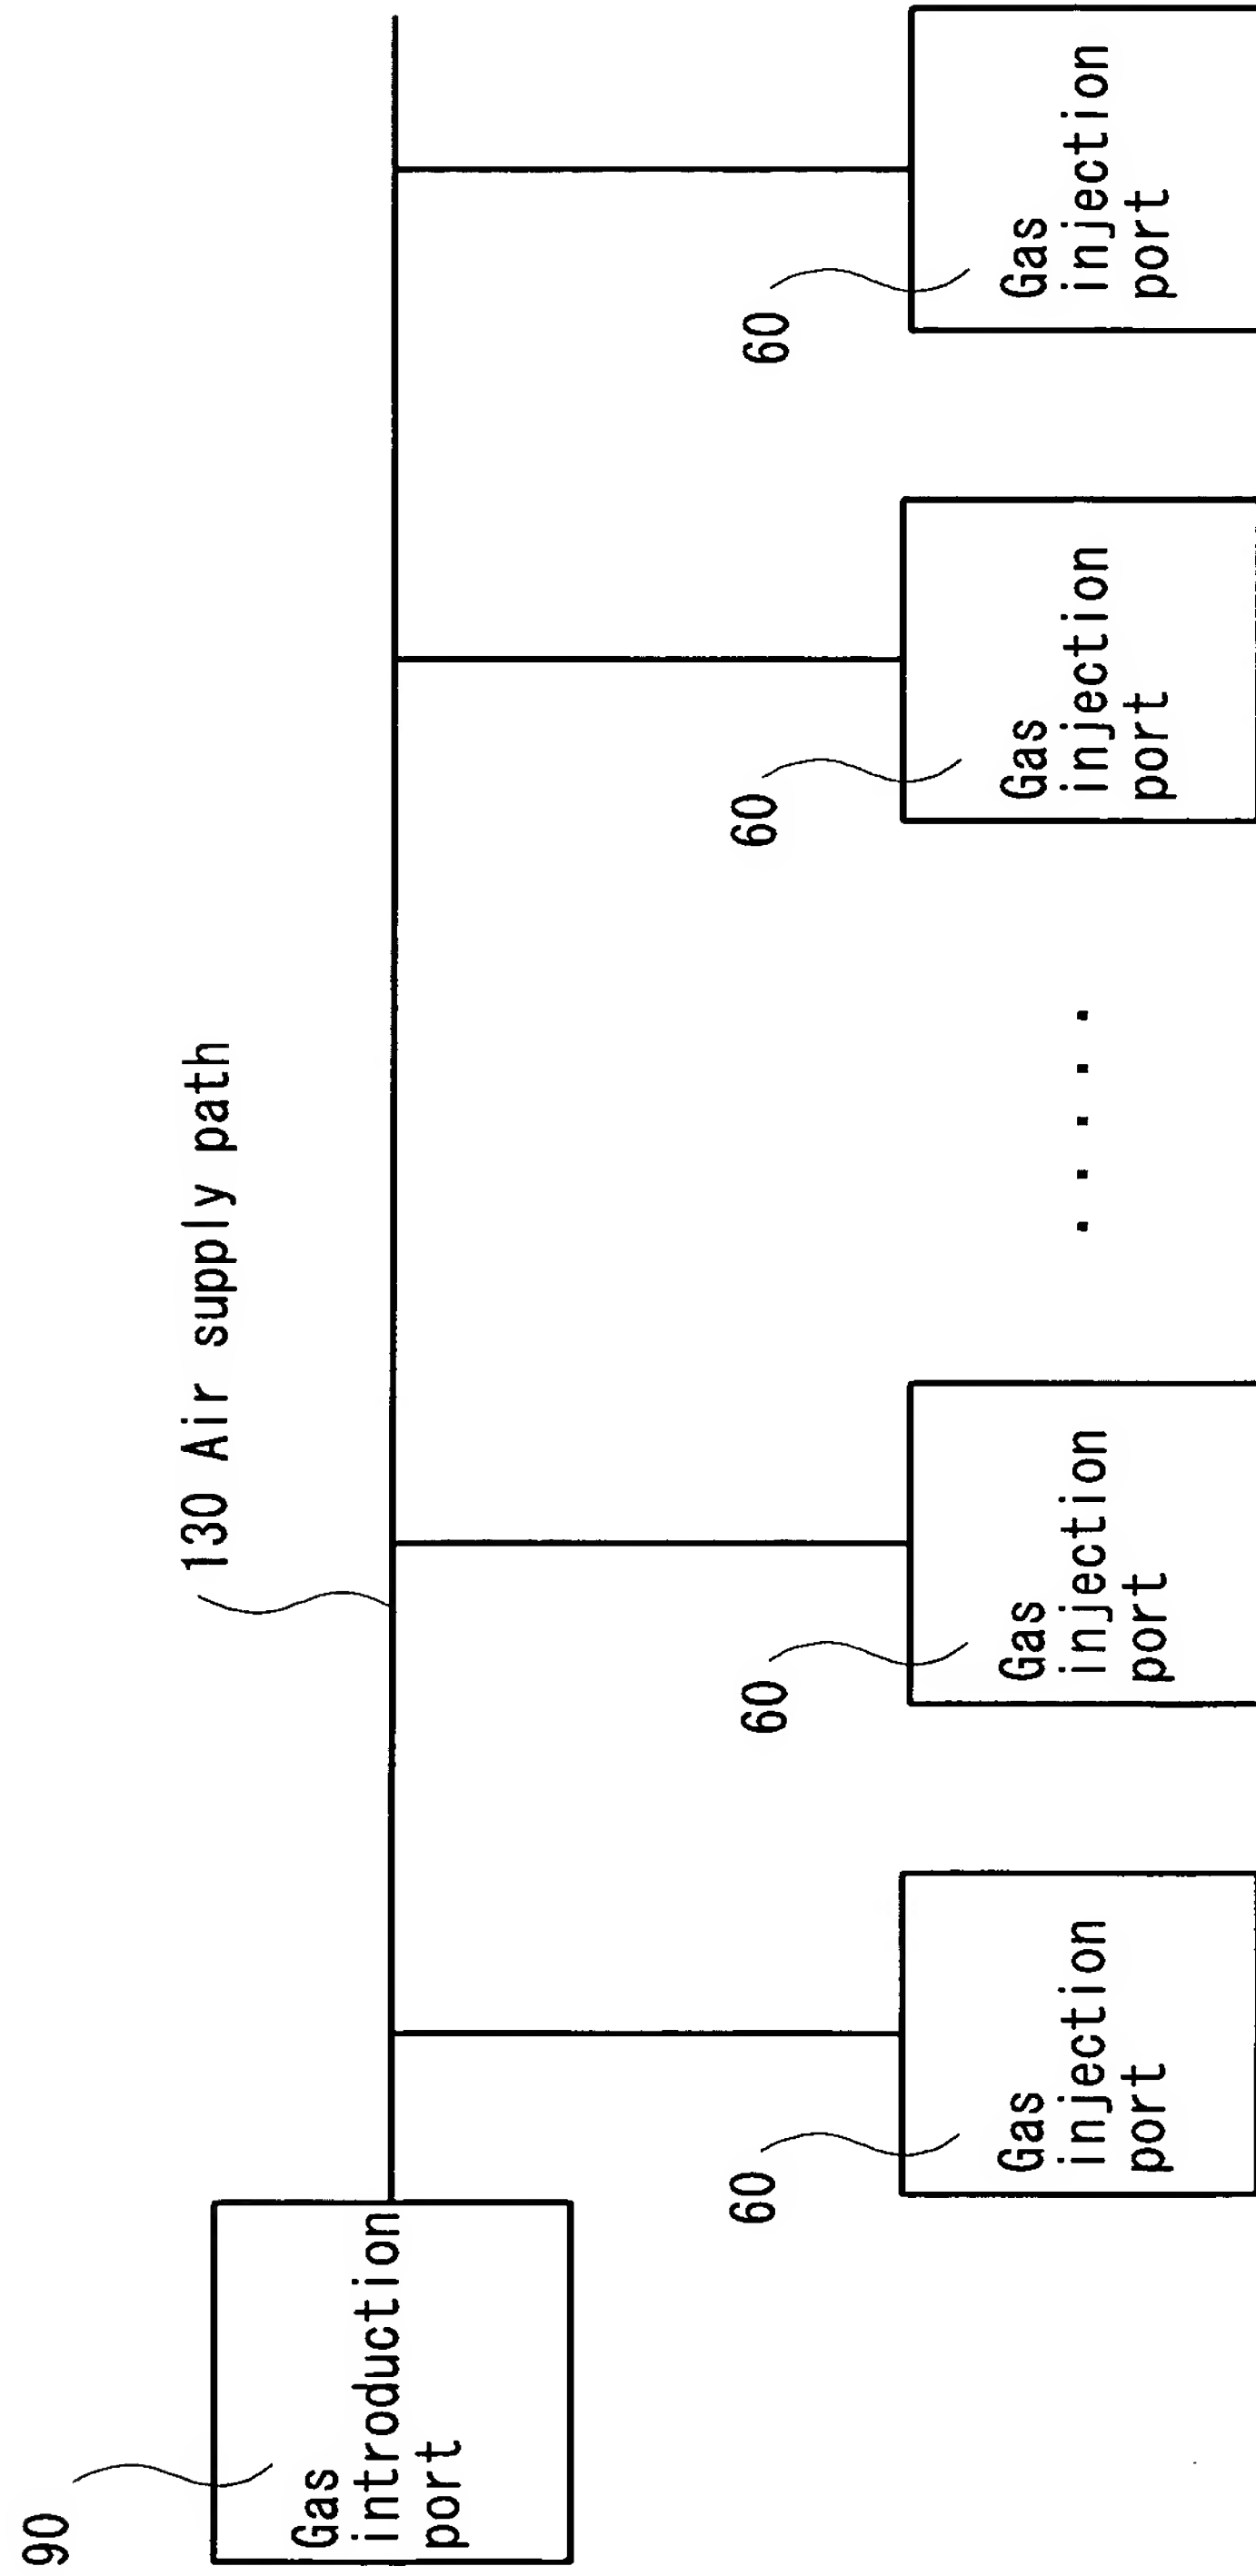 90
Gas
introduction
port
130 Air supply path
60
Gas
injection
port
60
Gas
injection
port
. . . . .
60
Gas
injection
port
60
Gas
injection
port